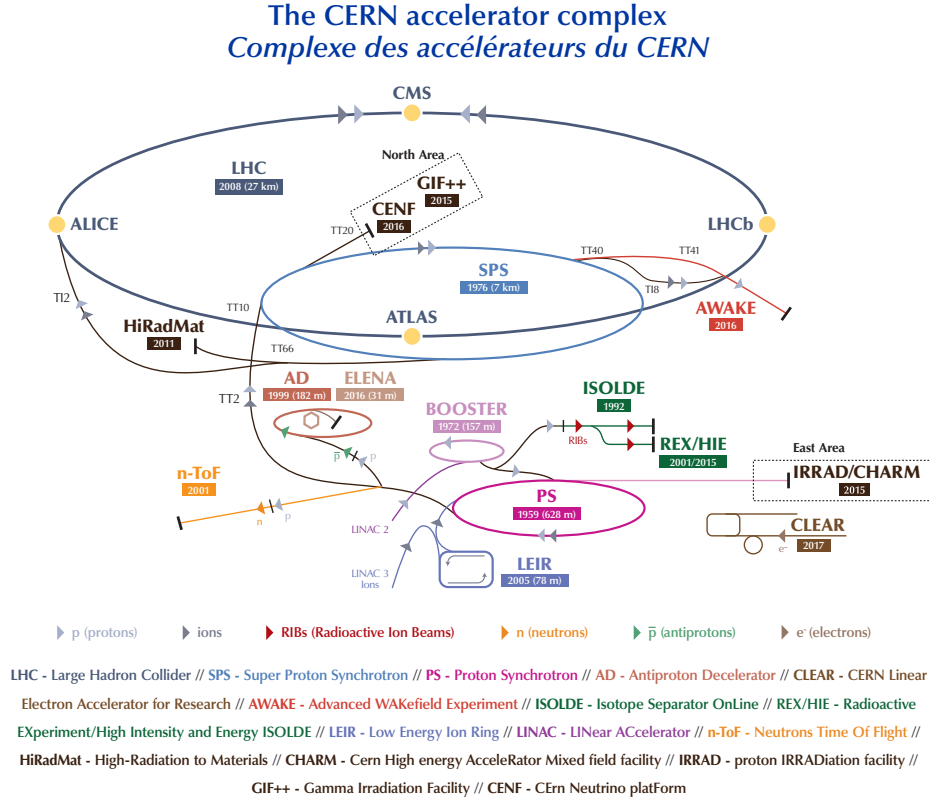 The CERN accelerator complex
Complexe des accélérateurs du CERN
CMS
North Area
LHC
2008 (27 km)
GIF++
2015
CENF
2016
ALICE
TT20
LHCb
SPS
1976 (7 km)
TT40
TT41
TI8
TI2
TT10
AWAKE
2016
HiRadMat
2011
ATLAS
TT66
AD
1999 (182 m)
ELENA
2016 (31 m)
TT2
ISOLDE
1992
BOOSTER
1972 (157 m)
RIBs
REX/HIE
2001/2015
East Area
p̅
p
IRRAD/CHARM
2015
n-ToF
2001
PS
1959 (628 m)
n
p
LINAC 2
CLEAR
2017
e-
LINAC 3
Ions
LEIR
2005 (78 m)
p (protons)
ions
RIBs (Radioactive Ion Beams)
n (neutrons)
p̅ (antiprotons)
e- (electrons)
LHC - Large Hadron Collider // SPS - Super Proton Synchrotron // PS - Proton Synchrotron // AD - Antiproton Decelerator // CLEAR - CERN Linear
Electron Accelerator for Research // AWAKE - Advanced WAKefield Experiment // ISOLDE - Isotope Separator OnLine // REX/HIE - Radioactive
EXperiment/High Intensity and Energy ISOLDE // LEIR - Low Energy Ion Ring // LINAC - LINear ACcelerator // n-ToF - Neutrons Time Of Flight //
HiRadMat - High-Radiation to Materials // CHARM - Cern High energy AcceleRator Mixed field facility // IRRAD - proton IRRADiation facility //
GIF++ - Gamma Irradiation Facility // CENF - CErn Neutrino platForm